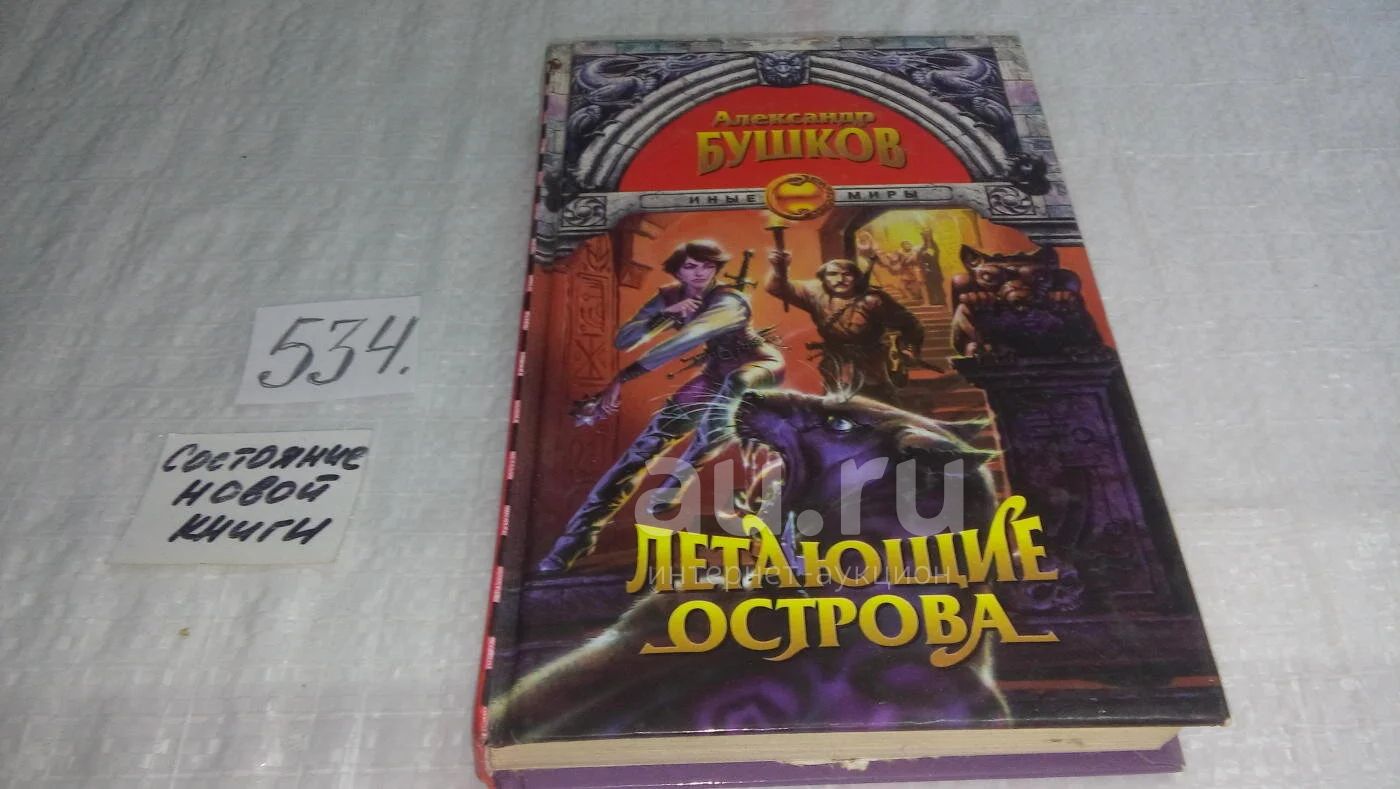 Александр
БУШКОВ
ИНЫЕ МИРЫ
534.
Состояние
новой
книги
au.ru
интернет-аукцион
ЛЕТАЮЩИЕ
ОСТРОВА